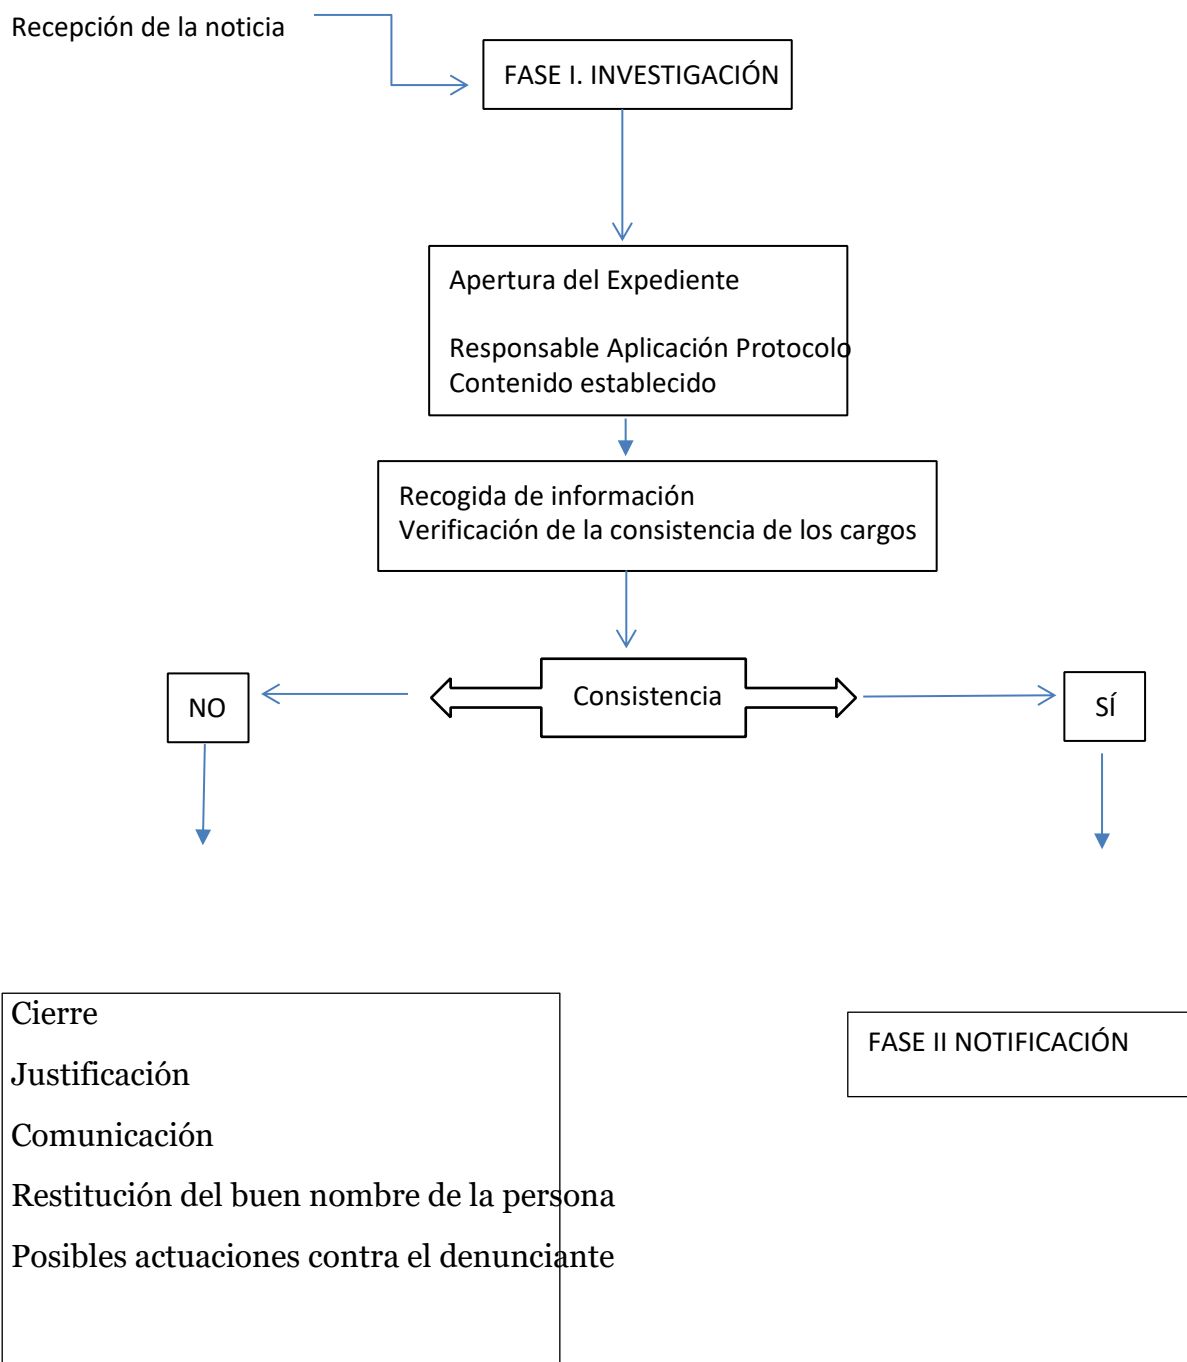 Recepción de la noticia
FASE I. INVESTIGACIÓN
Apertura del Expediente
Responsable Aplicación Protocolo
Contenido establecido
Recogida de información
Verificación de la consistencia de los cargos
NO
Consistencia
SÍ
Cierre
Justificación
Comunicación
Restitución del buen nombre de la persona
Posibles actuaciones contra el denunciante
FASE II NOTIFICACIÓN